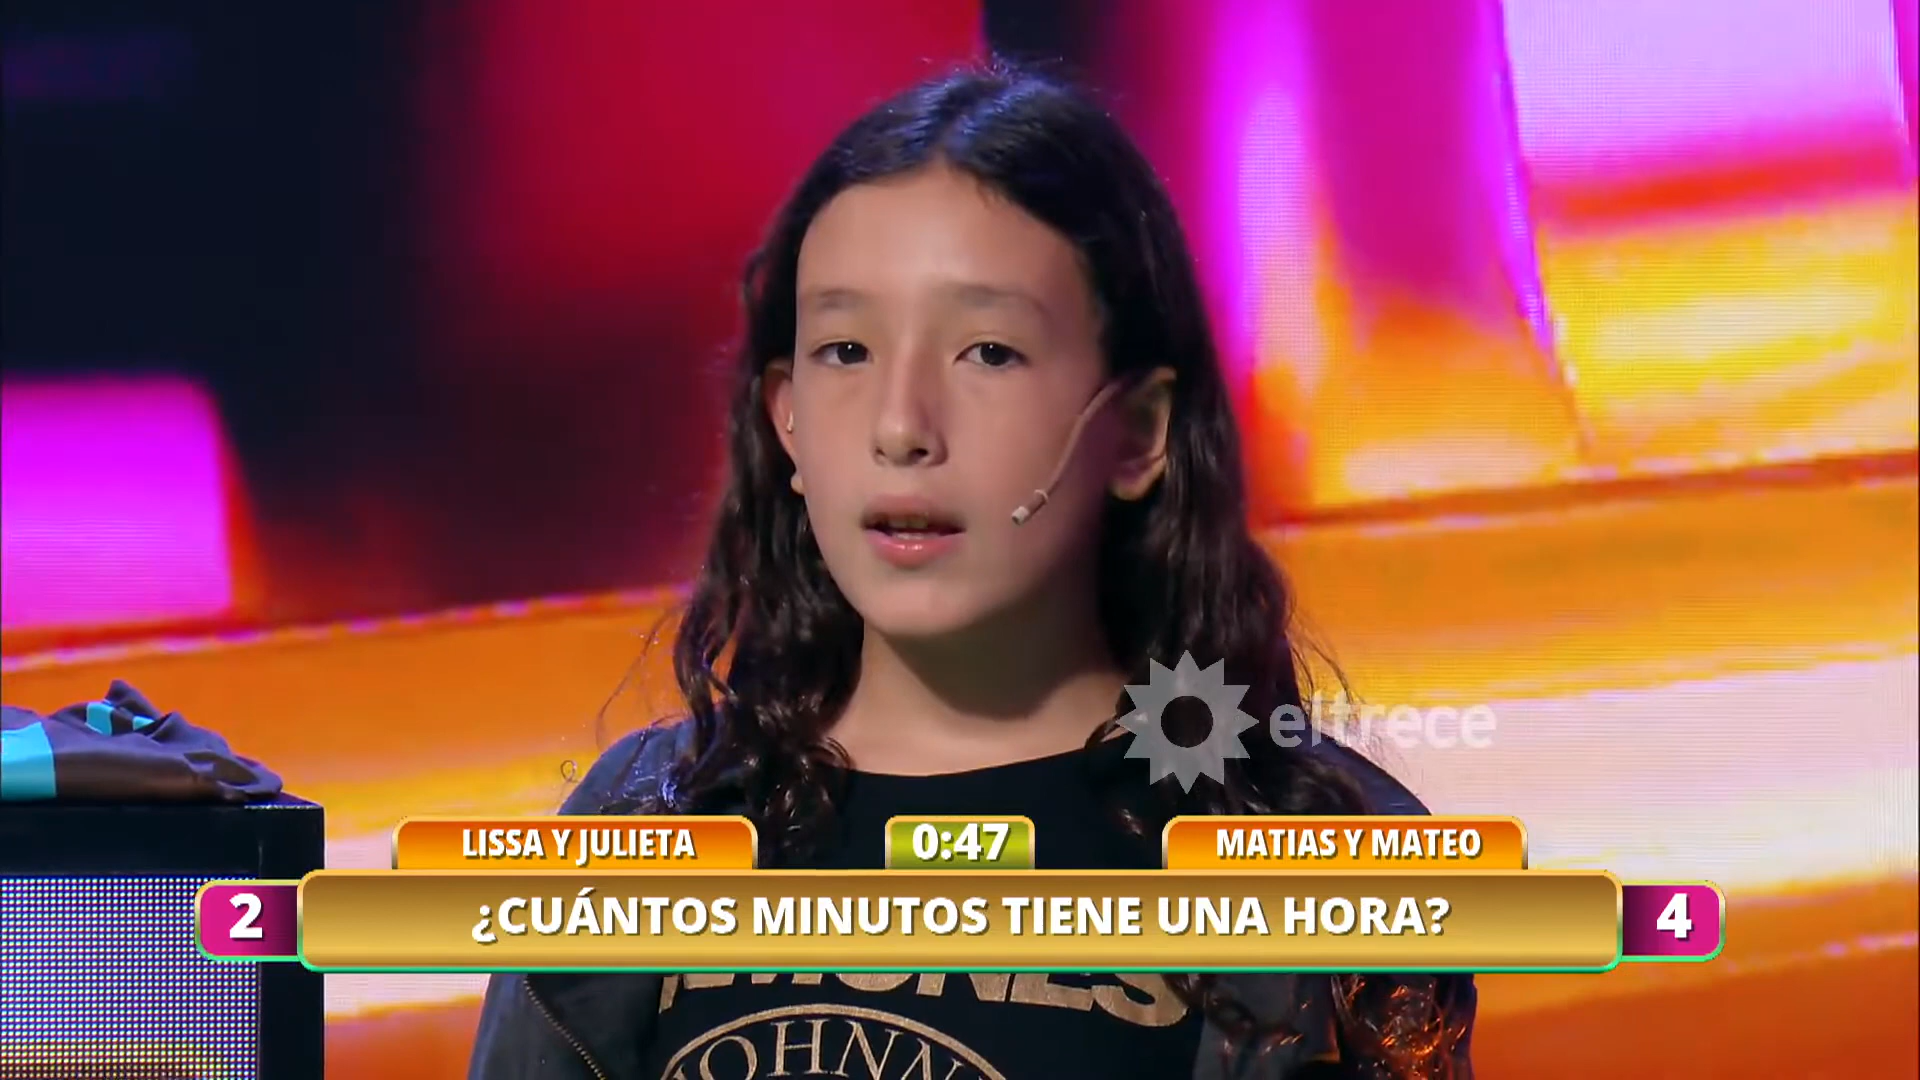 eltrece
LISSA Y JULIETA
0:47
MATIAS Y MATEO
2
¿CUÁNTOS MINUTOS TIENE UNA HORA?
4